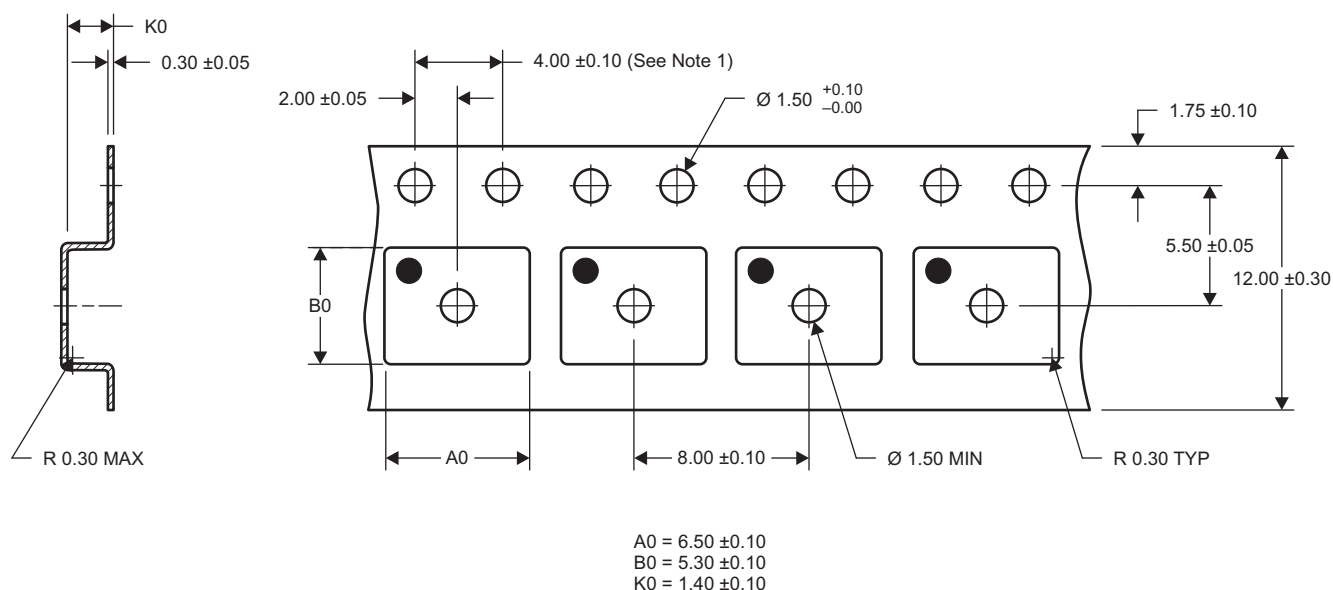 K0
0.30 ±0.05
4.00 ±0.10 (See Note 1)
2.00 ±0.05
Ø 1.50 +0.10 –0.00
1.75 ±0.10
5.50 ±0.05
12.00 ±0.30
B0
R 0.30 MAX
A0
8.00 ±0.10
Ø 1.50 MIN
R 0.30 TYP
A0 = 6.50 ±0.10
B0 = 5.30 ±0.10
K0 = 1.40 ±0.10